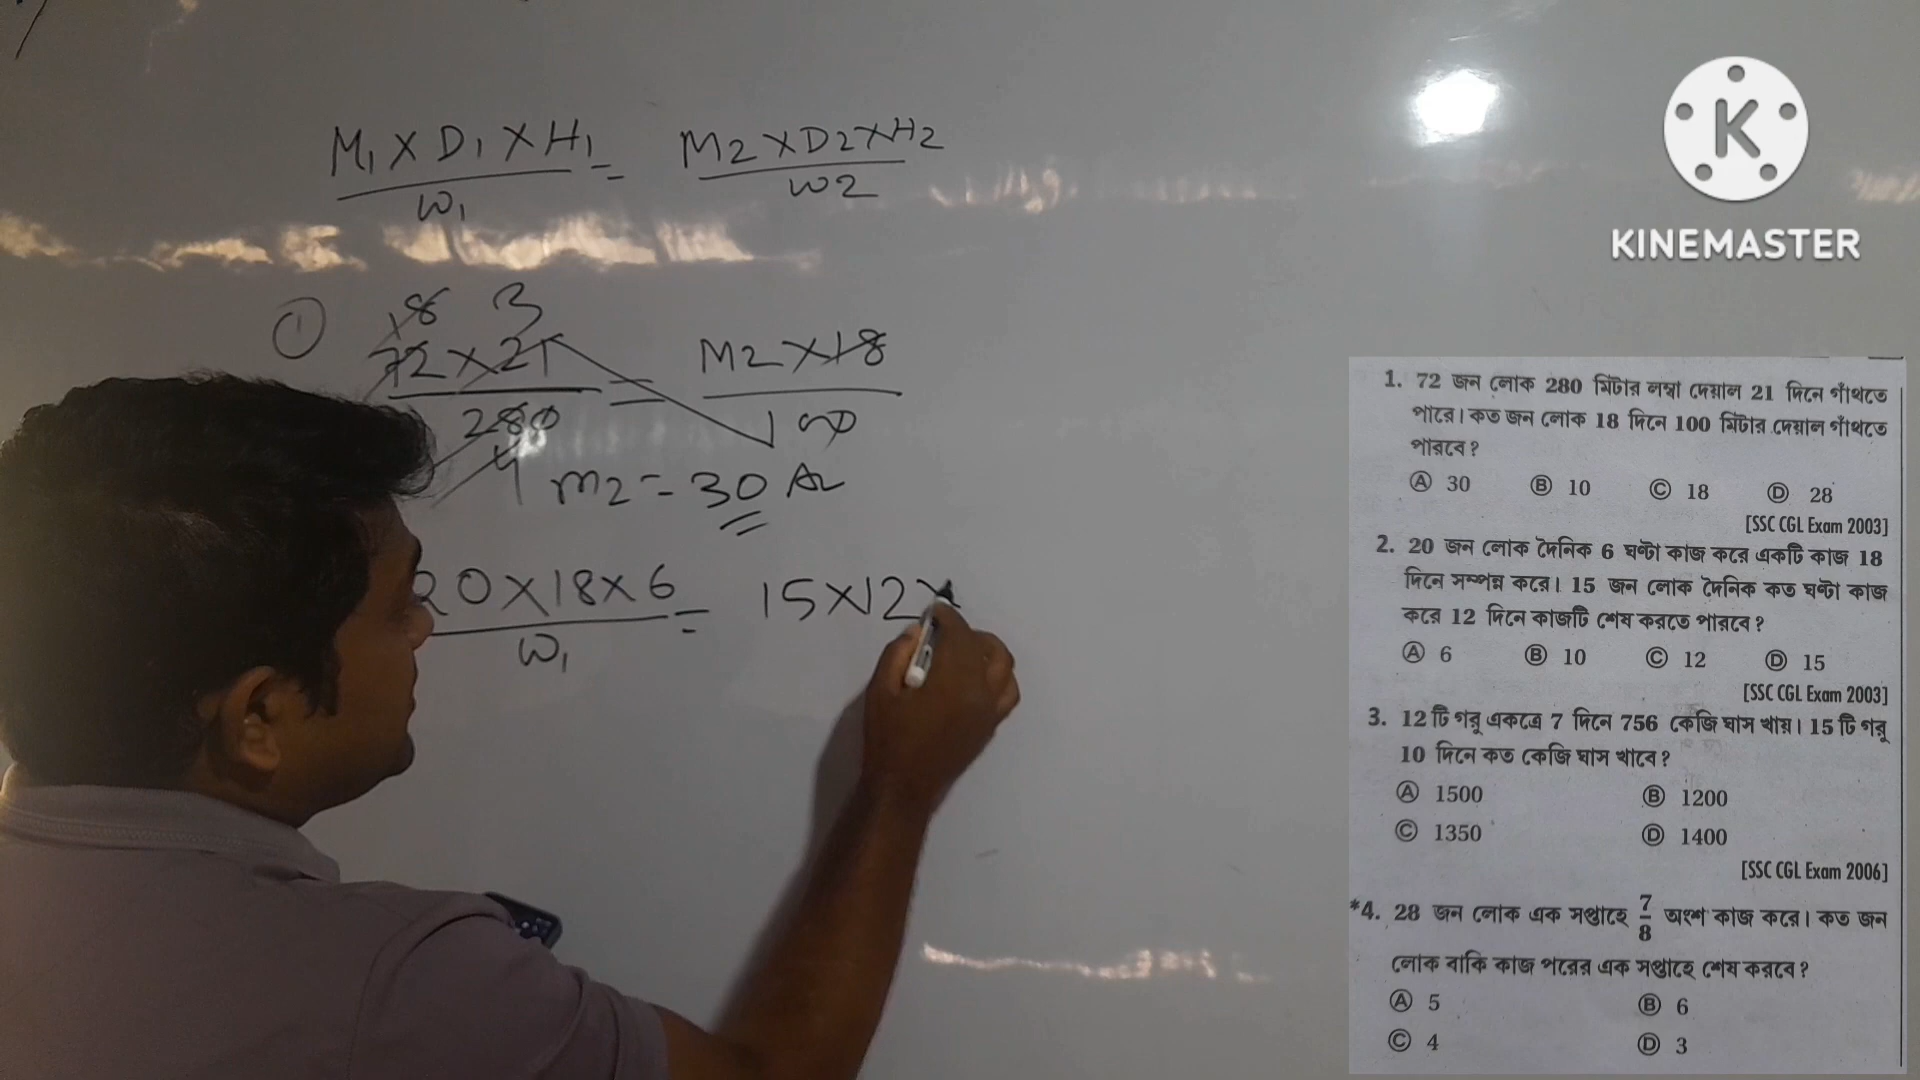 M1 X D1 X H1 = M2 X D2 X H2
W1 W2
① 18 3
72 X 21 = M2 X 18
280 100
4
M2 = 30 A
20 X 18 X 6 = 15 X 12 X
W1
K
KINEMASTER
1. 72 জন লোক 280 মিটার লম্বা দেয়াল 21 দিনে গাঁথতে
পারে। কত জন লোক 18 দিনে 100 মিটার দেয়াল গাঁথতে
পারবে?
Ⓐ 30 Ⓑ 10 Ⓒ 18 Ⓓ 28
[SSC CGL Exam 2003]
2. 20 জন লোক দৈনিক 6 ঘণ্টা কাজ করে একটি কাজ 18
দিনে সম্পন্ন করে। 15 জন লোক দৈনিক কত ঘণ্টা কাজ
করে 12 দিনে কাজটি শেষ করতে পারবে?
Ⓐ 6 Ⓑ 10 Ⓒ 12 Ⓓ 15
[SSC CGL Exam 2003]
3. 12 টি গরু একত্রে 7 দিনে 756 কেজি ঘাস খায়। 15 টি গরু
10 দিনে কত কেজি ঘাস খাবে?
Ⓐ 1500 Ⓑ 1200
Ⓒ 1350 Ⓓ 1400
[SSC CGL Exam 2006]
*4. 28 জন লোক এক সপ্তাহে 7/8 অংশ কাজ করে। কত জন
লোক বাকি কাজ পরের এক সপ্তাহে শেষ করবে?
Ⓐ 5 Ⓑ 6
Ⓒ 4 Ⓓ 3